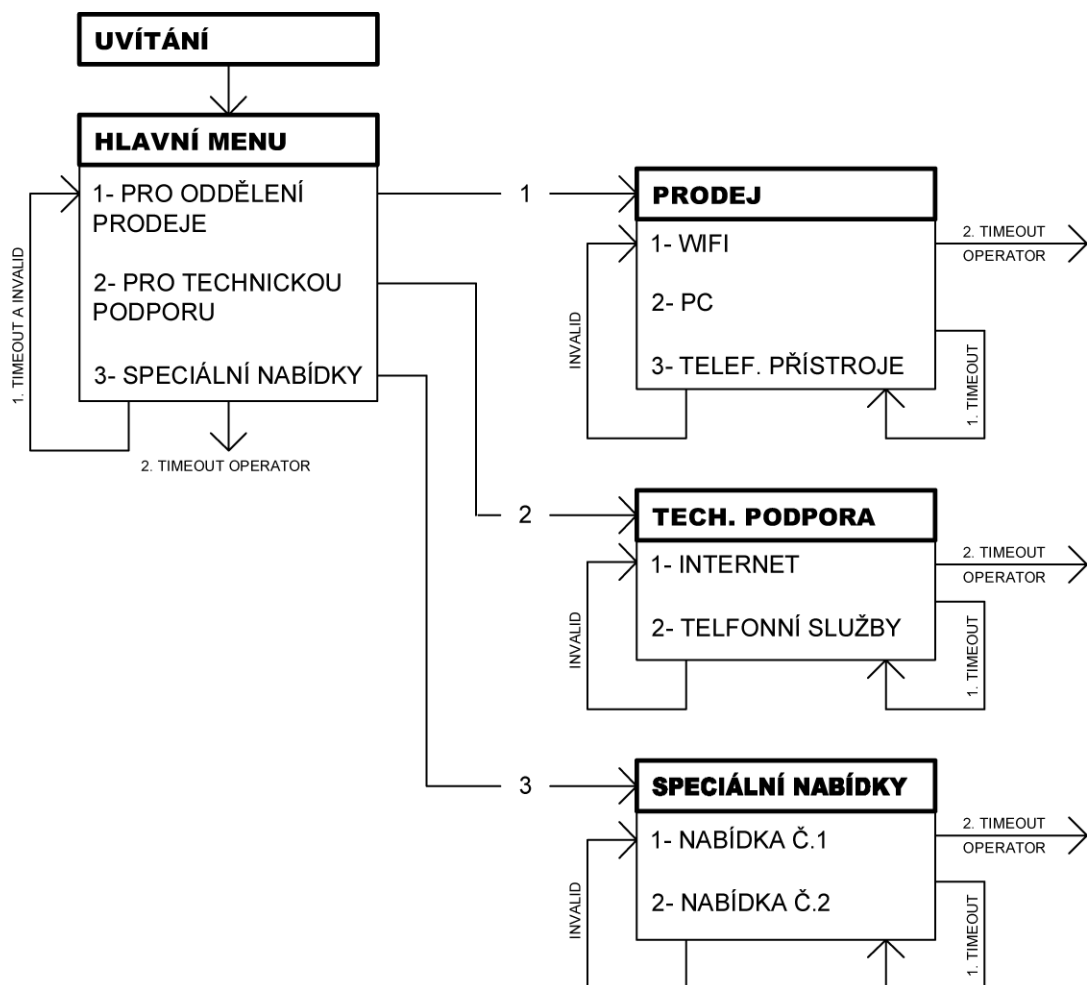 UVÍTÁNÍ
HLAVNÍ MENU
1- PRO ODDĚLENÍ
PRODEJE
2- PRO TECHNICKOU
PODPORU
3- SPECIÁLNÍ NABÍDKY
1. TIMEOUT A INVALID
2. TIMEOUT OPERATOR
1
PRODEJ
1- WIFI
2- PC
3- TELEF. PŘÍSTROJE
INVALID
2. TIMEOUT
OPERATOR
1. TIMEOUT
2
TECH. PODPORA
1- INTERNET
2- TELFONNÍ SLUŽBY
INVALID
2. TIMEOUT
OPERATOR
1. TIMEOUT
3
SPECIÁLNÍ NABÍDKY
1- NABÍDKA Č.1
2- NABÍDKA Č.2
INVALID
2. TIMEOUT
OPERATOR
1. TIMEOUT